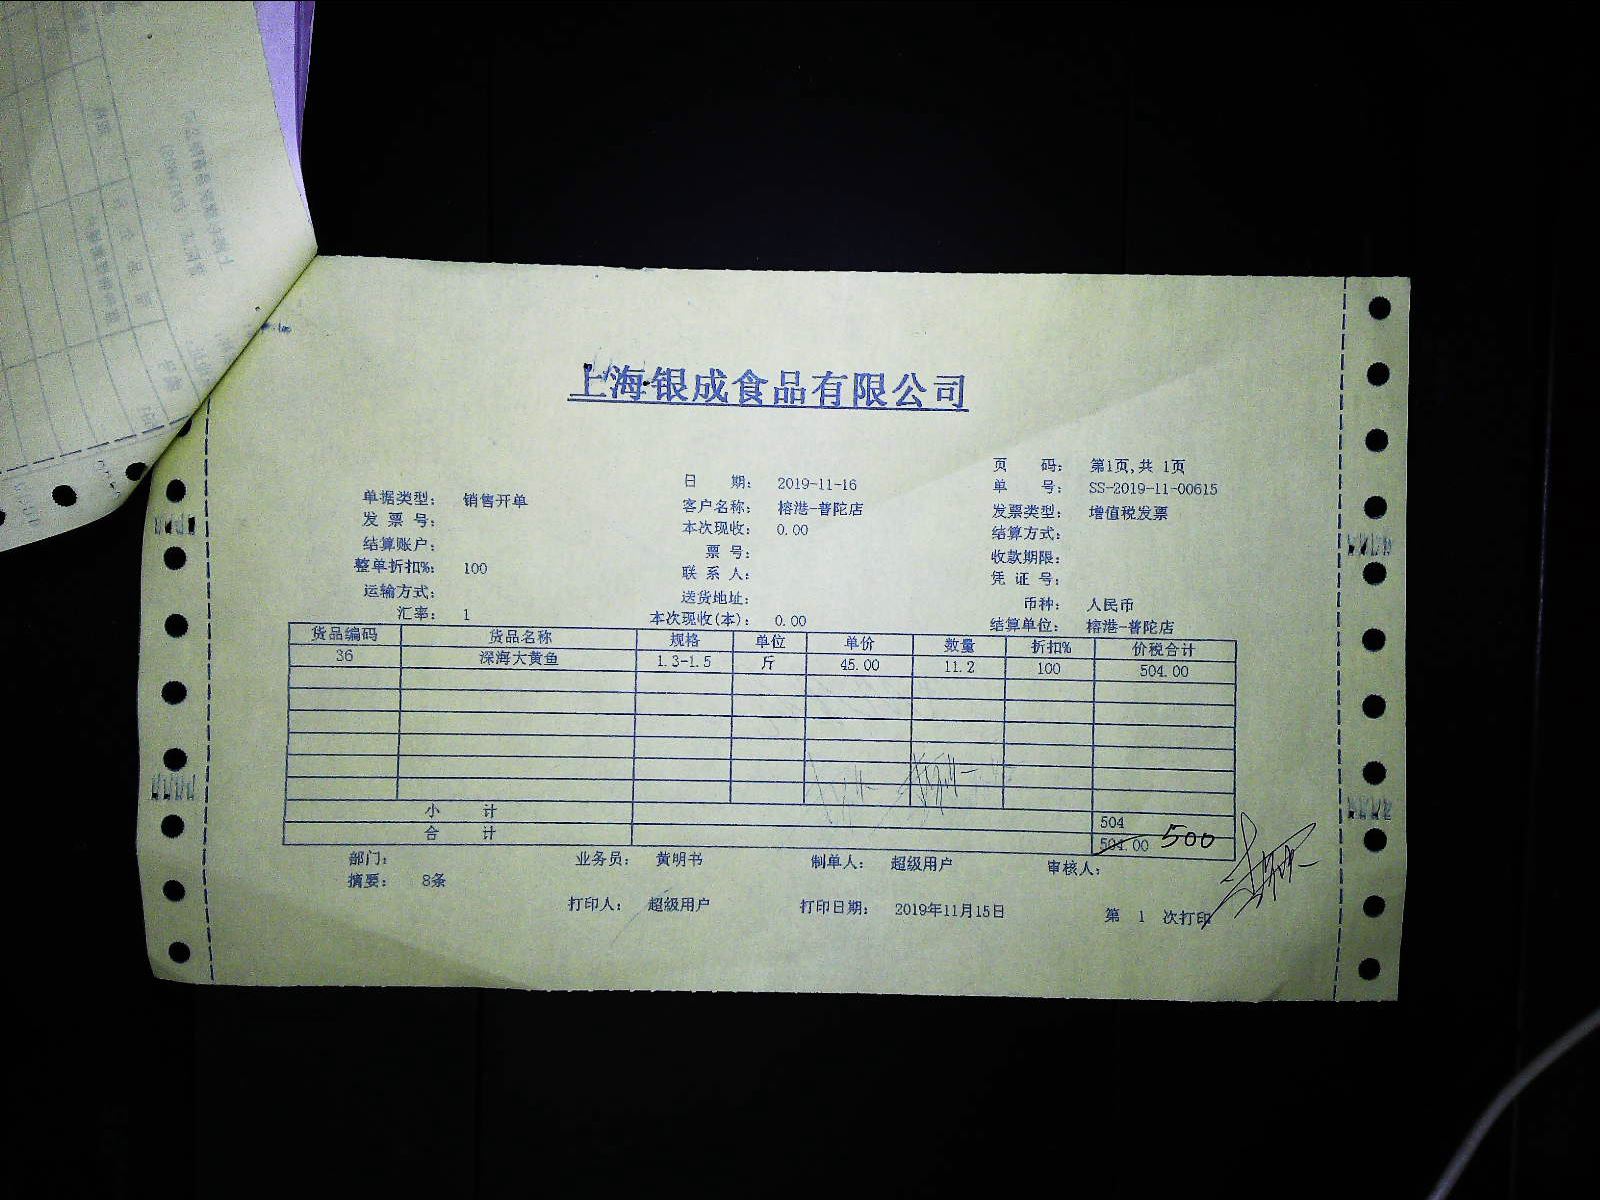 上海银成食品有限公司
页 码： 第1页,共 1页
日 期： 2019-11-16
单 号： SS-2019-11-00615
单据类型： 销售开单
客户名称： 榕港-普陀店
发票类型： 增值税发票
发 票 号：
本次现收： 0.00
结算方式：
结算账户：
票 号：
收款期限：
整单折扣%： 100
联 系 人：
凭 证 号：
运输方式：
送货地址：
币种： 人民币
汇率： 1
本次现收(本)： 0.00
结算单位： 榕港-普陀店
货品编码 货品名称 规格 单位 单价 数量 折扣% 价税合计
36 深海大黄鱼 1.3-1.5 斤 45.00 11.2 100 504.00
小 计 504
合 计 504.00 500
部门： 业务员： 黄明书 制单人： 超级用户 审核人：
摘要： 8条
打印人： 超级用户 打印日期： 2019年11月15日 第 1 次打印